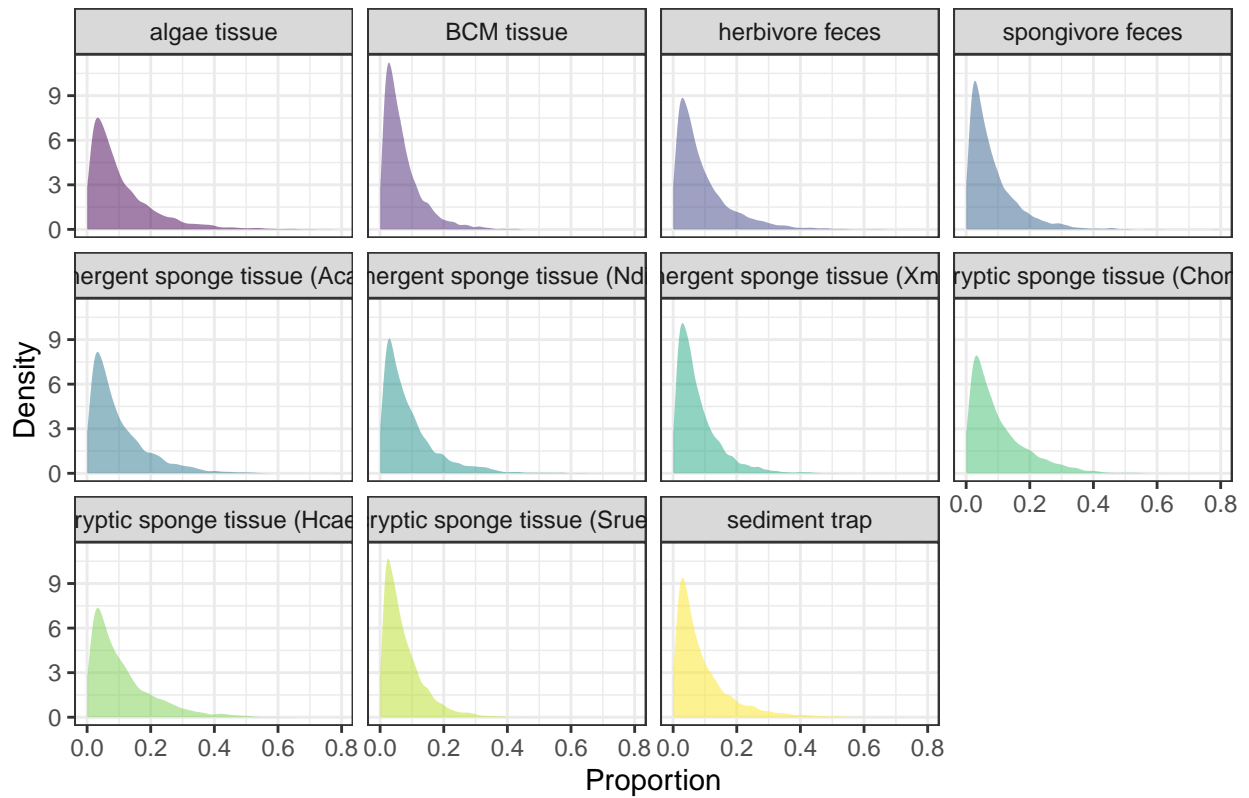 algae tissue
BCM tissue
herbivore feces
spongivore feces
9
6
3
0
nergent sponge tissue (Aca
nergent sponge tissue (Ndi
nergent sponge tissue (Xm
ryptic sponge tissue (Chon
Density
9
6
3
0
0.0 0.2 0.4 0.6 0.8
ryptic sponge tissue (Hcae
ryptic sponge tissue (Srue
sediment trap
9
6
3
0
0.0 0.2 0.4 0.6 0.8
0.0 0.2 0.4 0.6 0.8
0.0 0.2 0.4 0.6 0.8
Proportion